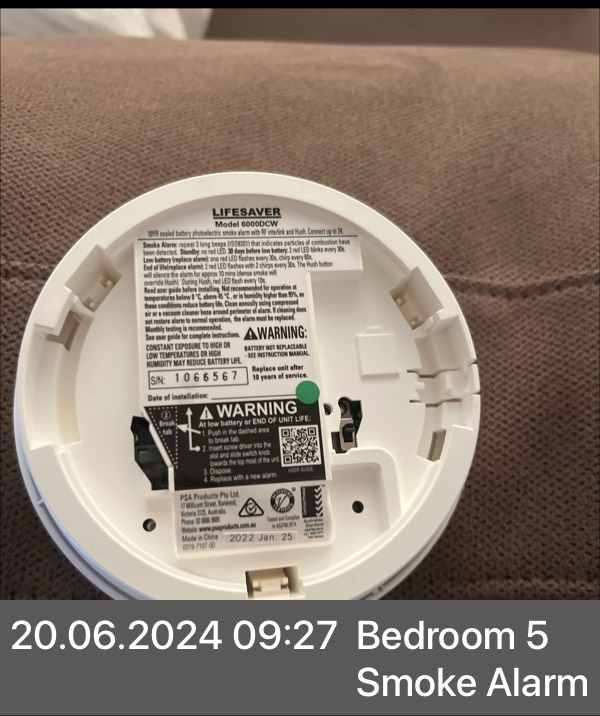 LIFESAVER
Model 6000DCW
10YR sealed battery photoelectric smoke alarm with RF interlink and Hush. Connect up to 24.
Smoke Alarm: repeat 3 long beeps (ISO8201) that indicates particles of combustion have
been detected. Standby: no red LED. 30 days before low battery: 2 red LED blinks every 30s.
Low battery (replace alarm): one red LED flashes, chirp every 60s.
End of life(replace alarm): 2 red LED flashes with 2 chirps every 30s. The Hush button
will silence the alarm for approx 10 mins (dense smoke will
override Hush). During Hush, red LED flash every 10s.
Read user guide before installing. Not recommended for operation at
temperatures below 0 °C, above 45 °C, or in humidity higher than 95%, as
these conditions reduce battery life. Clean annually using compressed
air or a vacuum cleaner hose around perimeter of alarm. If cleaning does
not restore alarm to normal operation, the alarm must be replaced.
Monthly testing is recommended.
See user guide for complete instructions.
CONSTANT EXPOSURE TO HIGH OR
LOW TEMPERATURES OR HIGH
HUMIDITY MAY REDUCE BATTERY LIFE.
WARNING:
BATTERY NOT REPLACEABLE
- SEE INSTRUCTION MANUAL.
S/N: 1066567
Replace unit after
10 years of service.
Date of installation:
WARNING
At low battery or END OF UNIT LIFE:
2
Break
tab
1. Push in the dashed area
to break tab.
2. Insert screw driver into the
slot and slide switch knob
towards the top most of the unit.
3. Dispose.
4. Replace with a new alarm.
USER GUIDE
PSA Products Pty Ltd.
17 Millicent Street, Burwood,
Victoria 3125, Australia.
Website: www.psaproducts.com.au
Made in China
0319-7107-00
2022 Jan. 25
Tested and Complies
Australian
Standard
20.06.2024 09:27
Bedroom 5
Smoke Alarm